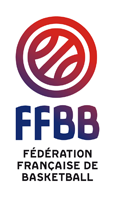 FFBB
FÉDÉRATION
FRANÇAISE DE
BASKETBALL